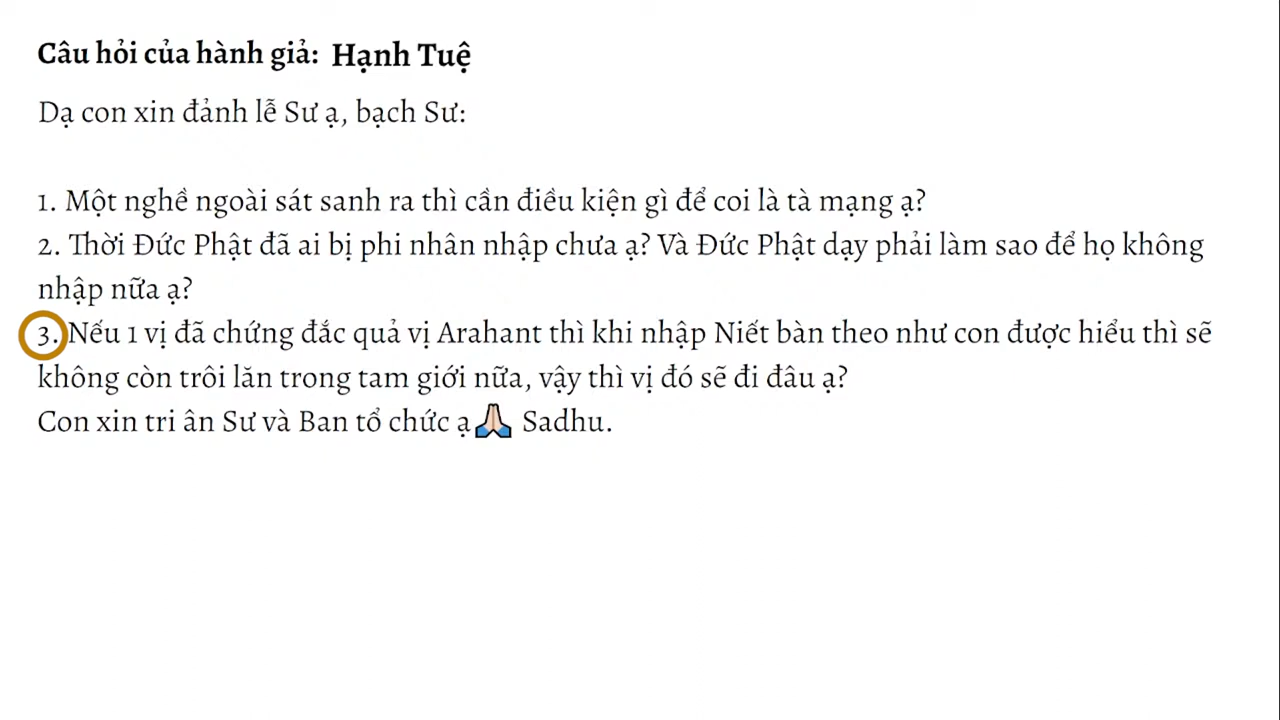 Câu hỏi của hành giả: Hạnh Tuệ
Dạ con xin đảnh lễ Sư ạ, bạch Sư:
1. Một nghề ngoài sát sanh ra thì cần điều kiện gì để coi là tà mạng ạ?
2. Thời Đức Phật đã ai bị phi nhân nhập chưa ạ? Và Đức Phật dạy phải làm sao để họ không
nhập nữa ạ?
3. Nếu 1 vị đã chứng đắc quả vị Arahant thì khi nhập Niết bàn theo như con được hiểu thì sẽ
không còn trôi lăn trong tam giới nữa, vậy thì vị đó sẽ đi đâu ạ?
Con xin tri ân Sư và Ban tổ chức ạ🙏 Sadhu.